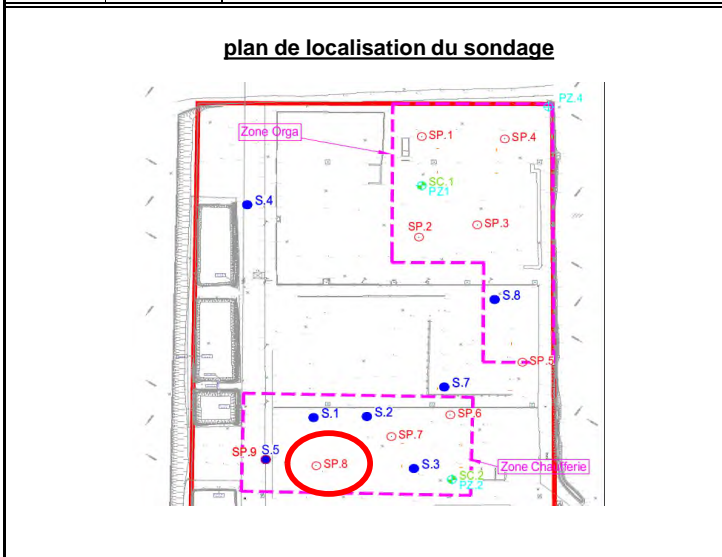 plan de localisation du sondage
PZ.4
Zone Orga
SP.1
SP.4
SC.1
PZ1
S.4
SP.2
SP.3
S.8
SP.5
S.7
S.1
S.2
SP.6
SP.7
SP.9
S.5
SP.8
S.3
Zone Chaufferie
SC.2
PZ.2